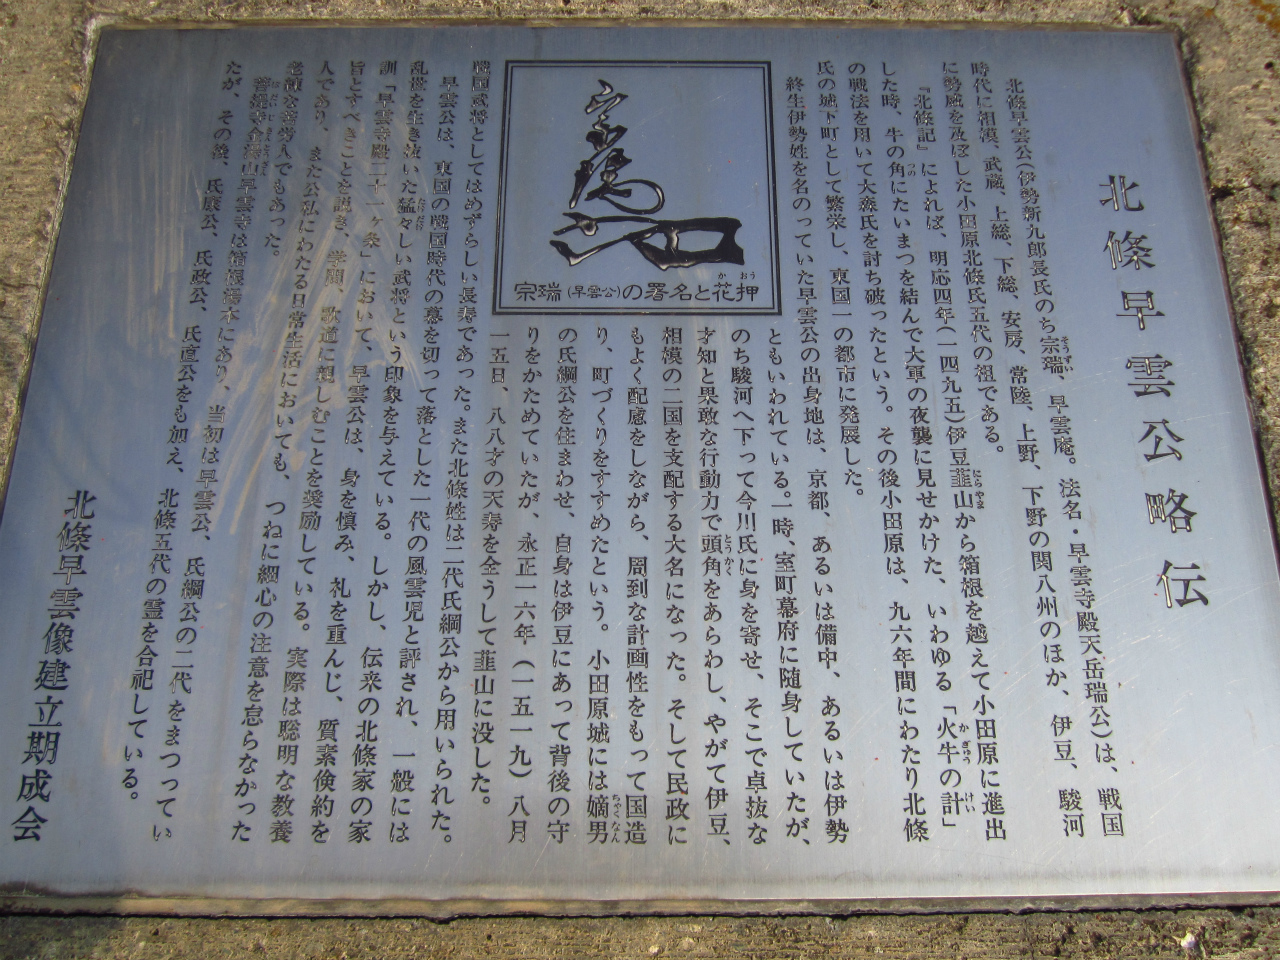 北條早雲公略伝
北條早雲公(伊勢新九郎長氏のち宗瑞、早雲庵。法名・早雲寺殿天岳瑞公)は、戦国
時代に相模、武蔵、上総、下総、安房、常陸、上野、下野の関八州のほか、伊豆、駿河
に勢威を及ぼした小田原北條氏五代の祖である。
『北條記』によれば、明応四年(一四九五)伊豆韮山から箱根を越えて小田原に進出
した時、牛の角にたいまつを結んで大軍の夜襲に見せかけた、いわゆる「火牛の計」
の戦法を用いて大森氏を討ち破ったという。その後小田原は、九六年間にわたり北條
氏の城下町として繁栄し、東国一の都市に発展した。
終生伊勢姓を名のっていた早雲公の出身地は、京都、あるいは備中、あるいは伊勢
ともいわれている。一時、室町幕府に随身していたが、
のち駿河へ下って今川氏に身を寄せ、そこで卓抜な
才知と果敢な行動力で頭角をあらわし、やがて伊豆、
相模の二国を支配する大名になった。そして民政に
もよく配慮をしながら、周到な計画性をもって国造
り、町づくりをすすめたという。小田原城には嫡男
の氏綱公を住まわせ、自身は伊豆にあって背後の守
りをかためていたが、永正一六年(一五一九)八月
一五日、八八才の天寿を全うして韮山に没した。
宗瑞(早雲公)の署名と花押
戦国武将としてはめずらしい長寿であった。また北條姓は二代氏綱公から用いられた。
早雲公は、東国の戦国時代の幕を切って落とした一代の風雲児と評され、一般には
乱世を生き抜いた猛々しい武将という印象を与えている。しかし、伝来の北條家の家
訓「早雲寺殿二十一ヶ条」において、早雲公は、身を慎み、礼を重んじ、質素倹約を
旨とすべきことを説き、学問、歌道に親しむことを奨励している。実際は聡明な教養
人であり、また公私にわたる日常生活においても、つねに細心の注意を怠らなかった
老練な苦労人でもあった。
菩提寺金湯山早雲寺は箱根湯本にあり、当初は早雲公、氏綱公の二代をまつってい
たが、その後、氏康公、氏政公、氏直公をも加え、北條五代の霊を合祀している。
北條早雲像建立期成会